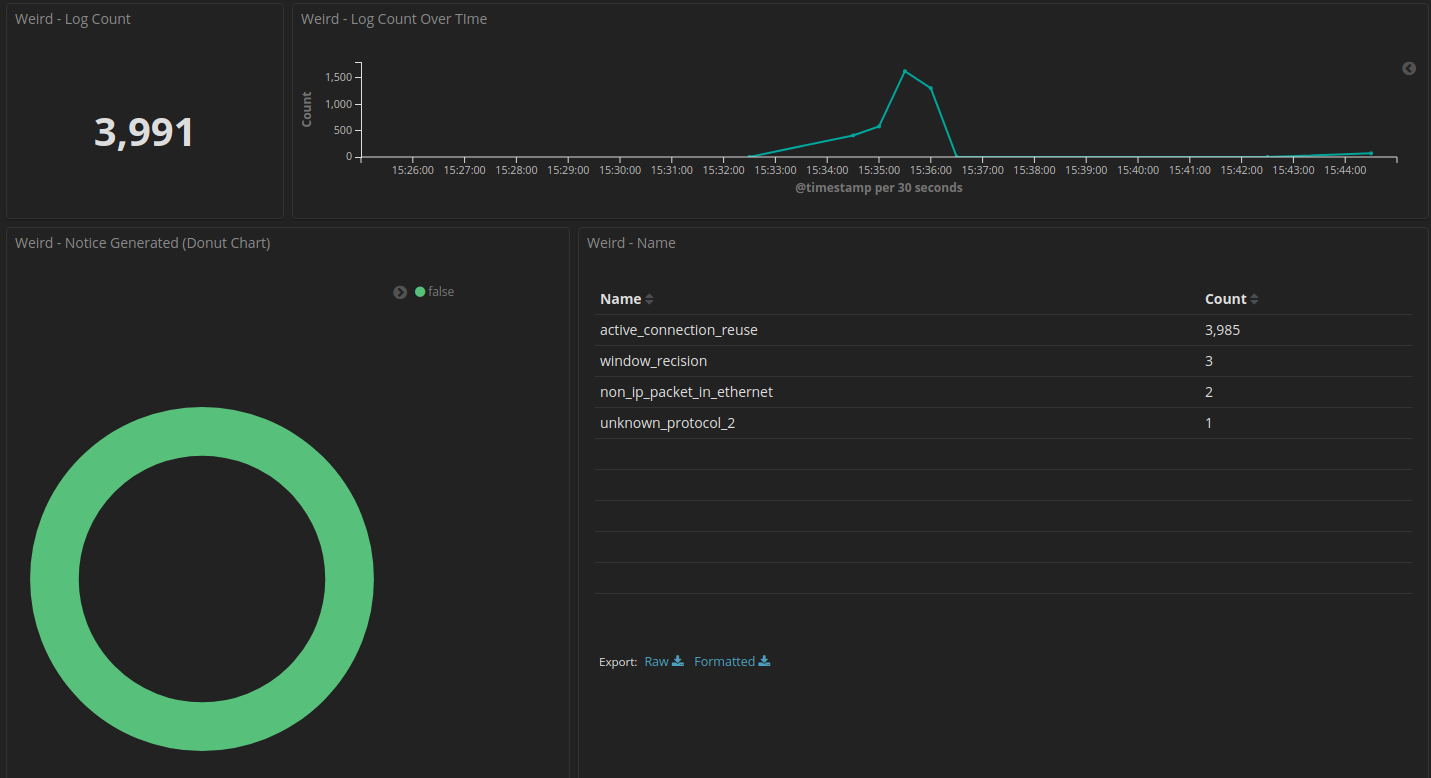 Weird - Log Count
3,991
Weird - Log Count Over TIme
Count
1,500
1,000
500
0
15:26:00 15:27:00 15:28:00 15:29:00 15:30:00 15:31:00 15:32:00 15:33:00 15:34:00 15:35:00 15:36:00 15:37:00 15:38:00 15:39:00 15:40:00 15:41:00 15:42:00 15:43:00 15:44:00
@timestamp per 30 seconds
Weird - Notice Generated (Donut Chart)
false
Weird - Name
Name Count
active_connection_reuse 3,985
window_recision 3
non_ip_packet_in_ethernet 2
unknown_protocol_2 1
Export: Raw Formatted